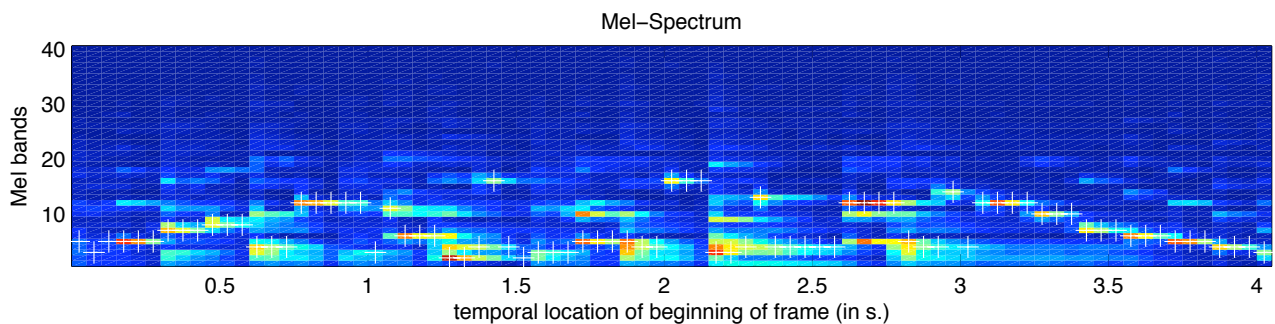 Mel−Spectrum
40
30
20
10
Mel bands
0.5 1 1.5 2 2.5 3 3.5 4
temporal location of beginning of frame (in s.)